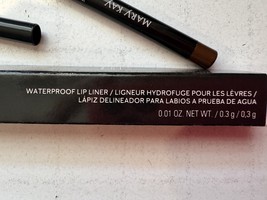 MARY KAY
WATERPROOF LIP LINER / LIGNEUR HYDROFUGE POUR LES LÈVRES /
LÁPIZ DELINEADOR PARA LABIOS A PRUEBA DE AGUA
0.01 OZ. NET WT. / 0.3 g / 0,3 g